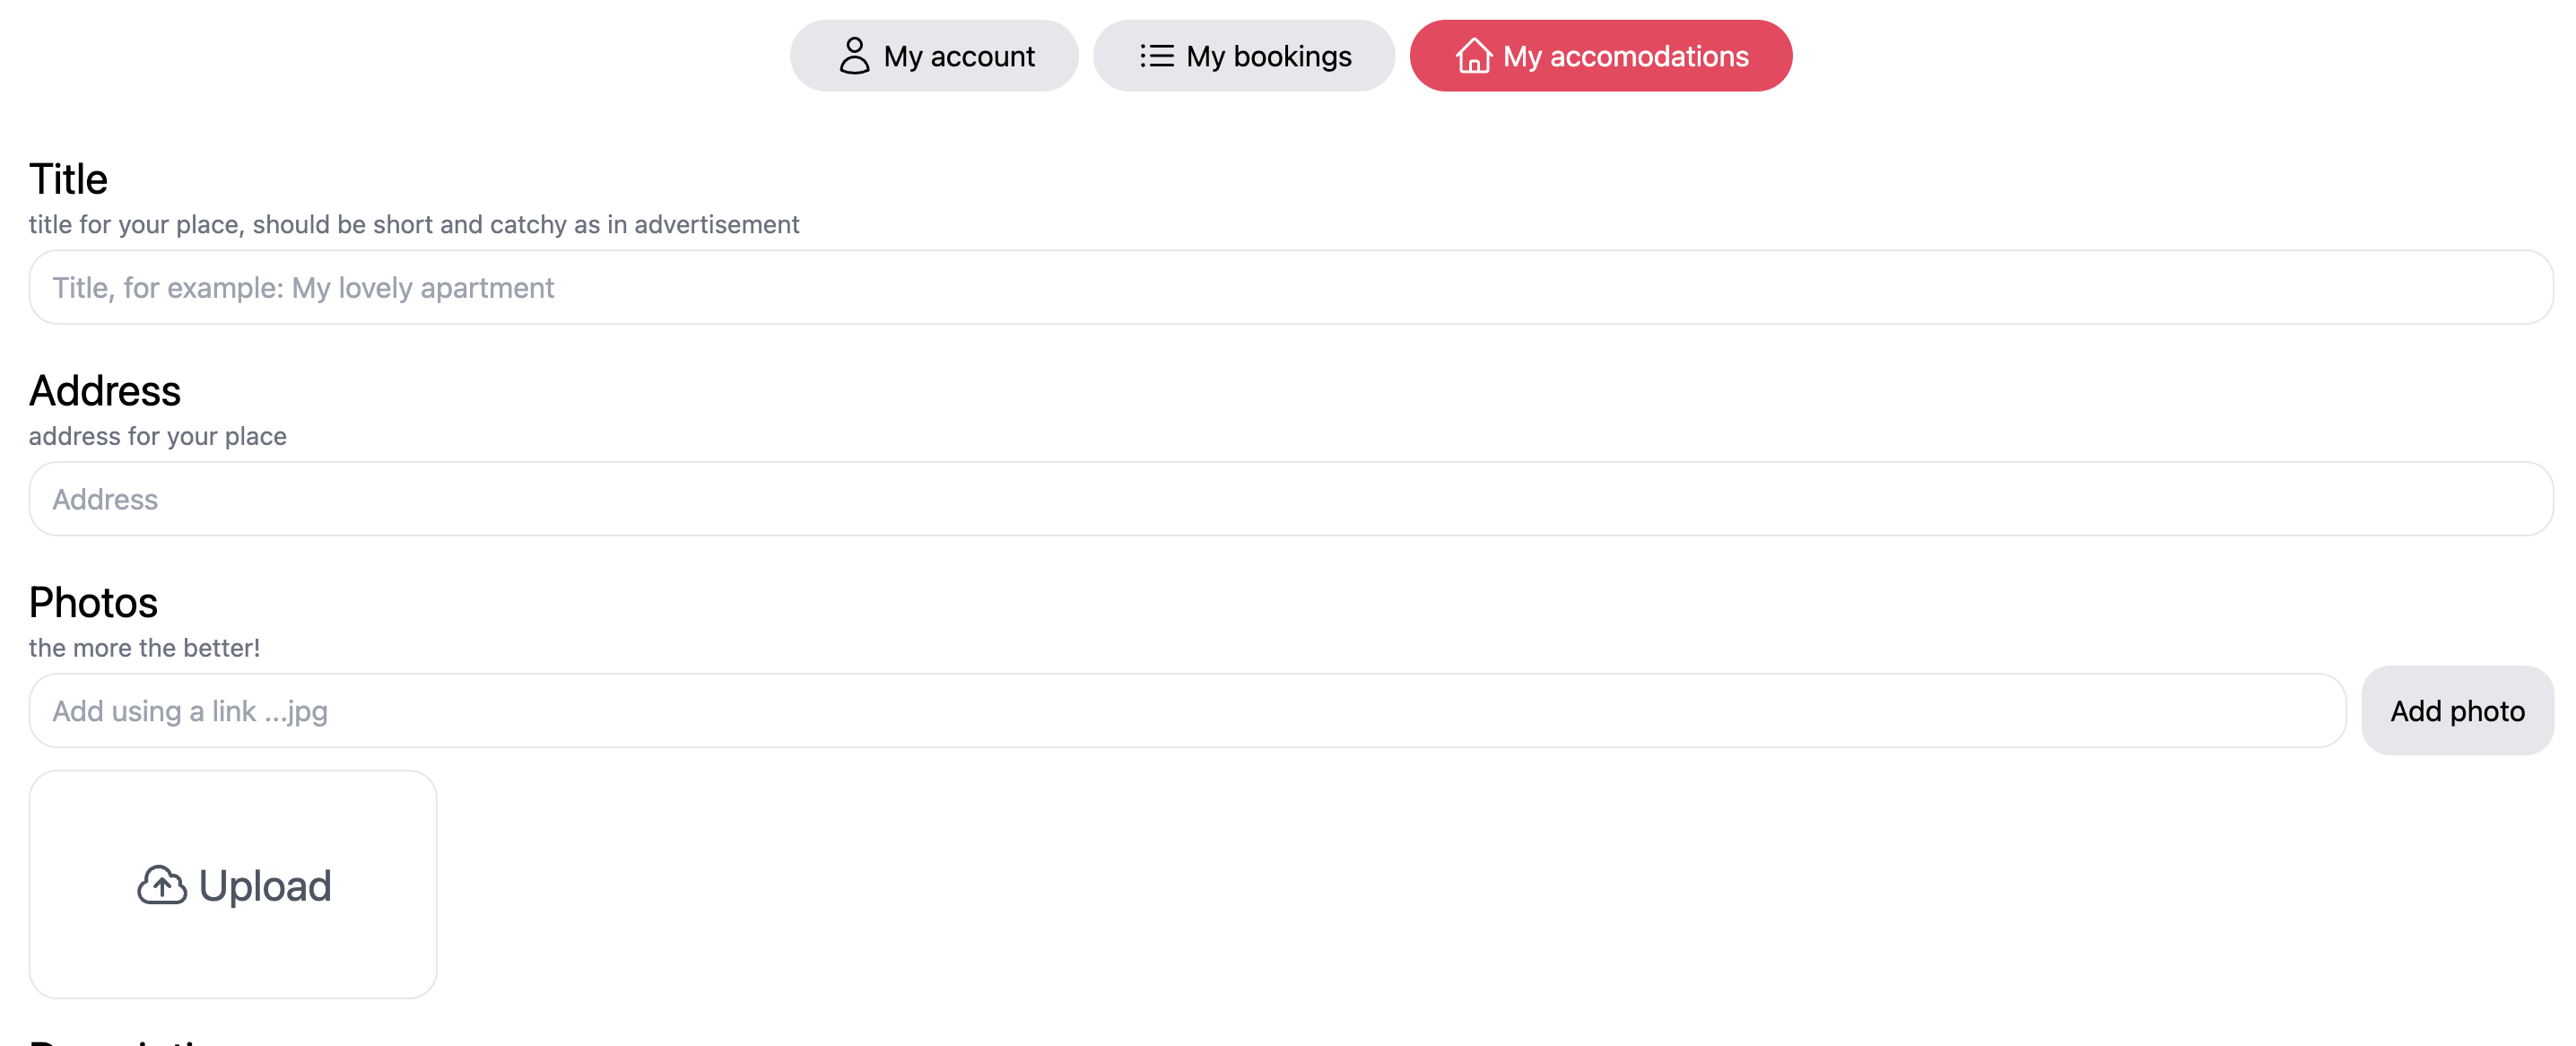 My account My bookings My accomodations
Title
title for your place, should be short and catchy as in advertisement
Title, for example: My lovely apartment
Address
address for your place
Address
Photos
the more the better!
Add using a link ...jpg Add photo
Upload